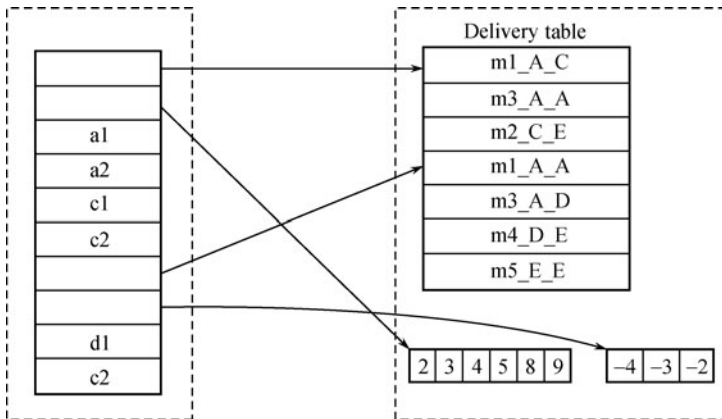 Delivery table
m1_A_C
m3_A_A
m2_C_E
m1_A_A
m3_A_D
m4_D_E
m5_E_E
a1
a2
c1
c2
d1
c2
2 3 4 5 8 9
–4 –3 –2